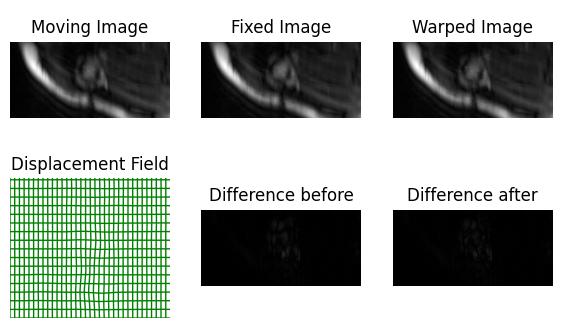 Moving Image
Fixed Image
Warped Image
Displacement Field
Difference before
Difference after